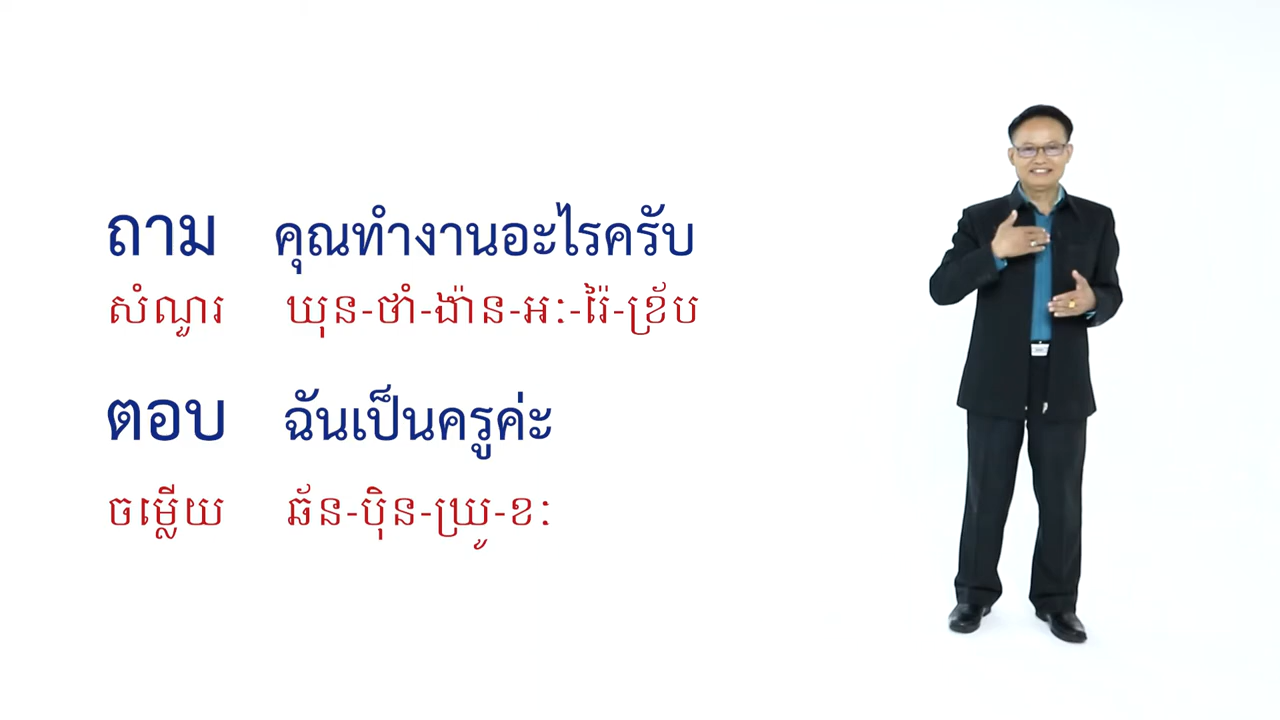 ถาม คุณทำงานอะไรครับ
សំណួរ ឃុន-ថាំ-ង៉ាន-អៈ-រ៉ៃ-ខ្រ័ប
ตอบ ฉันเป็นครูค่ะ
ចម្លើយ ឆ័ន-ប៉ិន-ឃ្រូ-ខៈ